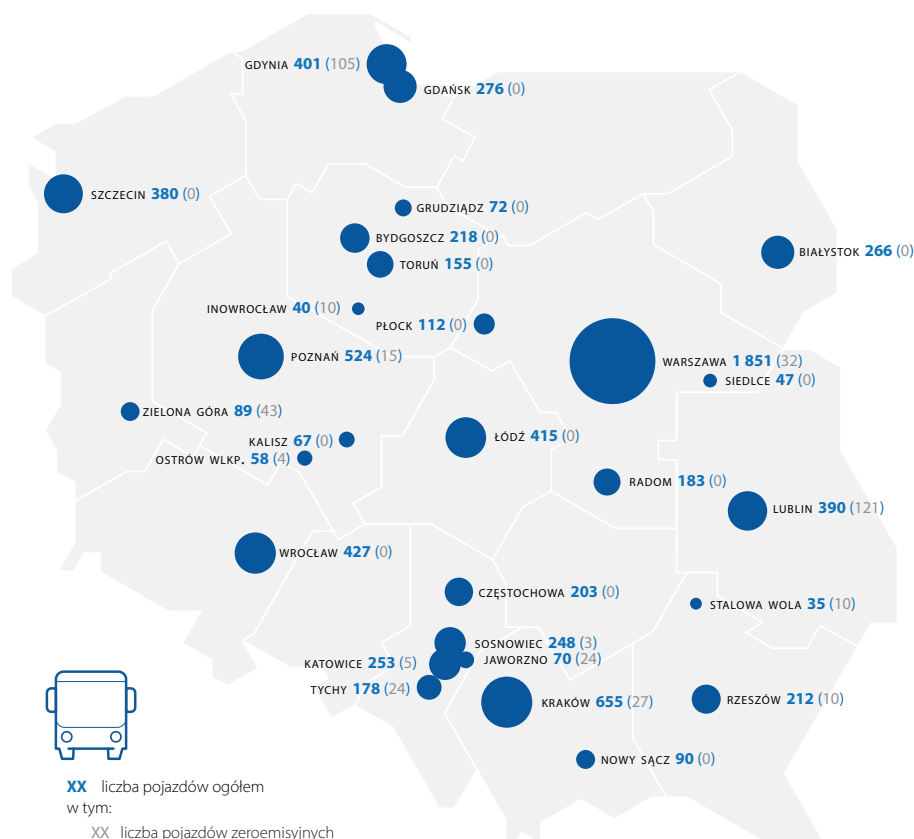 GDYNIA 401 (105)
GDAŃSK 276 (0)
SZCZECIN 380 (0)
GRUDZIĄDZ 72 (0)
BYDGOSZCZ 218 (0)
BIAŁYSTOK 266 (0)
TORUŃ 155 (0)
INOWROCŁAW 40 (10)
PŁOCK 112 (0)
POZNAŃ 524 (15)
WARSZAWA 1 851 (32)
SIEDLCE 47 (0)
ZIELONA GÓRA 89 (43)
KALISZ 67 (0)
ŁÓDŹ 415 (0)
OSTRÓW WLKP. 58 (4)
RADOM 183 (0)
LUBLIN 390 (121)
WROCŁAW 427 (0)
CZĘSTOCHOWA 203 (0)
STALOWA WOLA 35 (10)
SOSNOWIEC 248 (3)
KATOWICE 253 (5)
JAWORZNO 70 (24)
TYCHY 178 (24)
KRAKÓW 655 (27)
RZESZÓW 212 (10)
NOWY SĄCZ 90 (0)
XX liczba pojazdów ogółem
w tym:
XX liczba pojazdów zeroemisyjnych